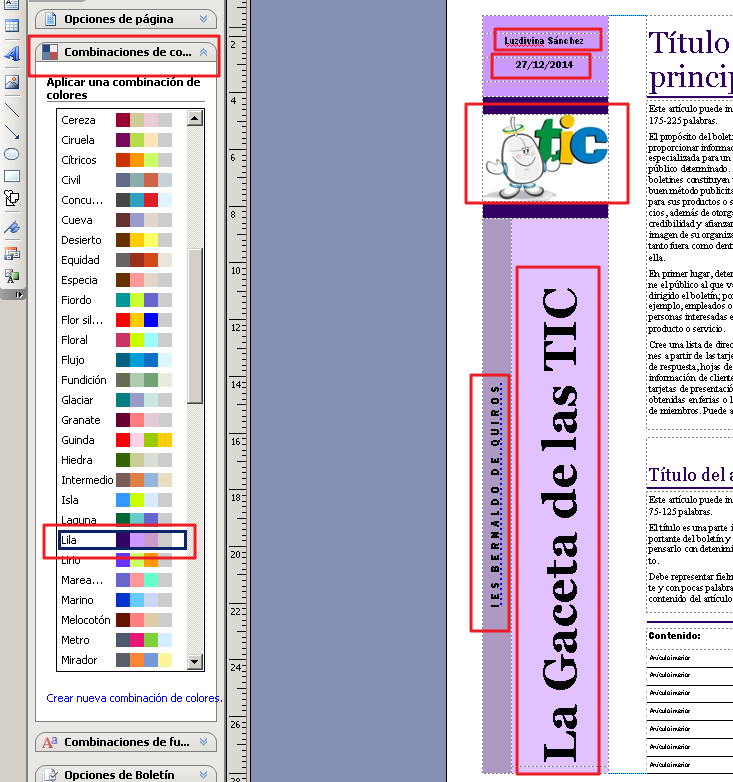 Opciones de página
Combinaciones de co...
Aplicar una combinación de
colores
Cereza
Ciruela
Cítricos
Civil
Concu...
Cueva
Desierto
Equidad
Especia
Fiordo
Flor sil...
Floral
Flujo
Fundición
Glaciar
Granate
Guinda
Hiedra
Intermedio
Isla
Laguna
Lila
Lirio
Marea...
Marino
Melocotón
Metro
Mirador
Crear nueva combinación de colores.
Combinaciones de fu...
Opciones de Boletín
2
4
6
8
10
12
14
16
18
20
22
24
26
28
Luzdivina Sánchez
27/12/2014
tic
IES BERNALDO DE QUIROS
La Gaceta de las TIC
Título
princip
Este artículo puede in
175-225 palabras.
El propósito del bolet
proporcionar informac
especializada para un
público determinado.
boletines constituyen
buen método publicita
para sus productos o s
cios, además de otorg
credibilidad y afianzar
imagen de su organiza
tanto fuera como dent
ella.
En primer lugar, deter
ne el público al que v
dirigido el boletín; po
ejemplo, empleados o
personas interesadas e
producto o servicio.
Cree una lista de direc
nes a partir de las tarje
de respuesta, hojas de
información de cliente
tarjetas de presentació
obtenidas en ferias o l
de miembros. Puede a
Título del a
Este artículo puede in
75-125 palabras.
El título es una parte i
portante del boletín y
pensarlo con detenimi
to.
Debe representar fielm
te y con pocas palabra
contenido del artículo
Contenido:
Artículo interior
Artículo interior
Artículo interior
Artículo interior
Artículo interior
Artículo interior
Artículo interior